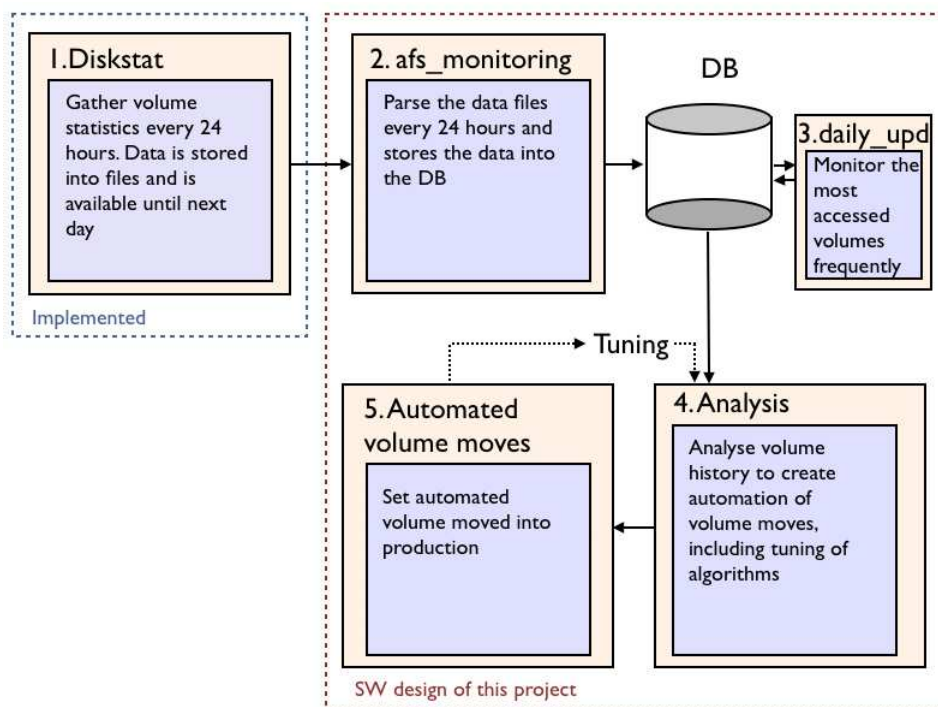 1.Diskstat
Gather volume
statistics every 24
hours. Data is stored
into files and is
available until next
day
Implemented
2. afs_monitoring
Parse the data files
every 24 hours and
stores the data into
the DB
DB
3.daily_upd
Monitor the
most
accessed
volumes
frequently
Tuning
5. Automated
volume moves
Set automated
volume moved into
production
4. Analysis
Analyse volume
history to create
automation of
volume moves,
including tuning of
algorithms
SW design of this project